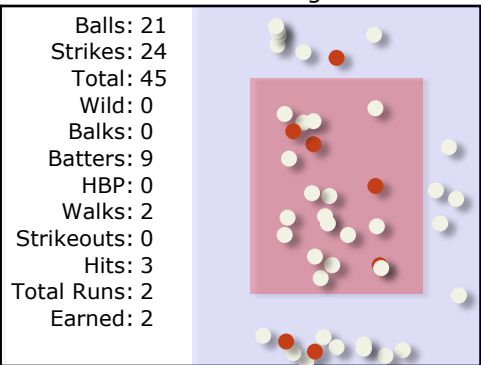 Balls: 21
Strikes: 24
Total: 45
Wild: 0
Balks: 0
Batters: 9
HBP: 0
Walks: 2
Strikeouts: 0
Hits: 3
Total Runs: 2
Earned: 2